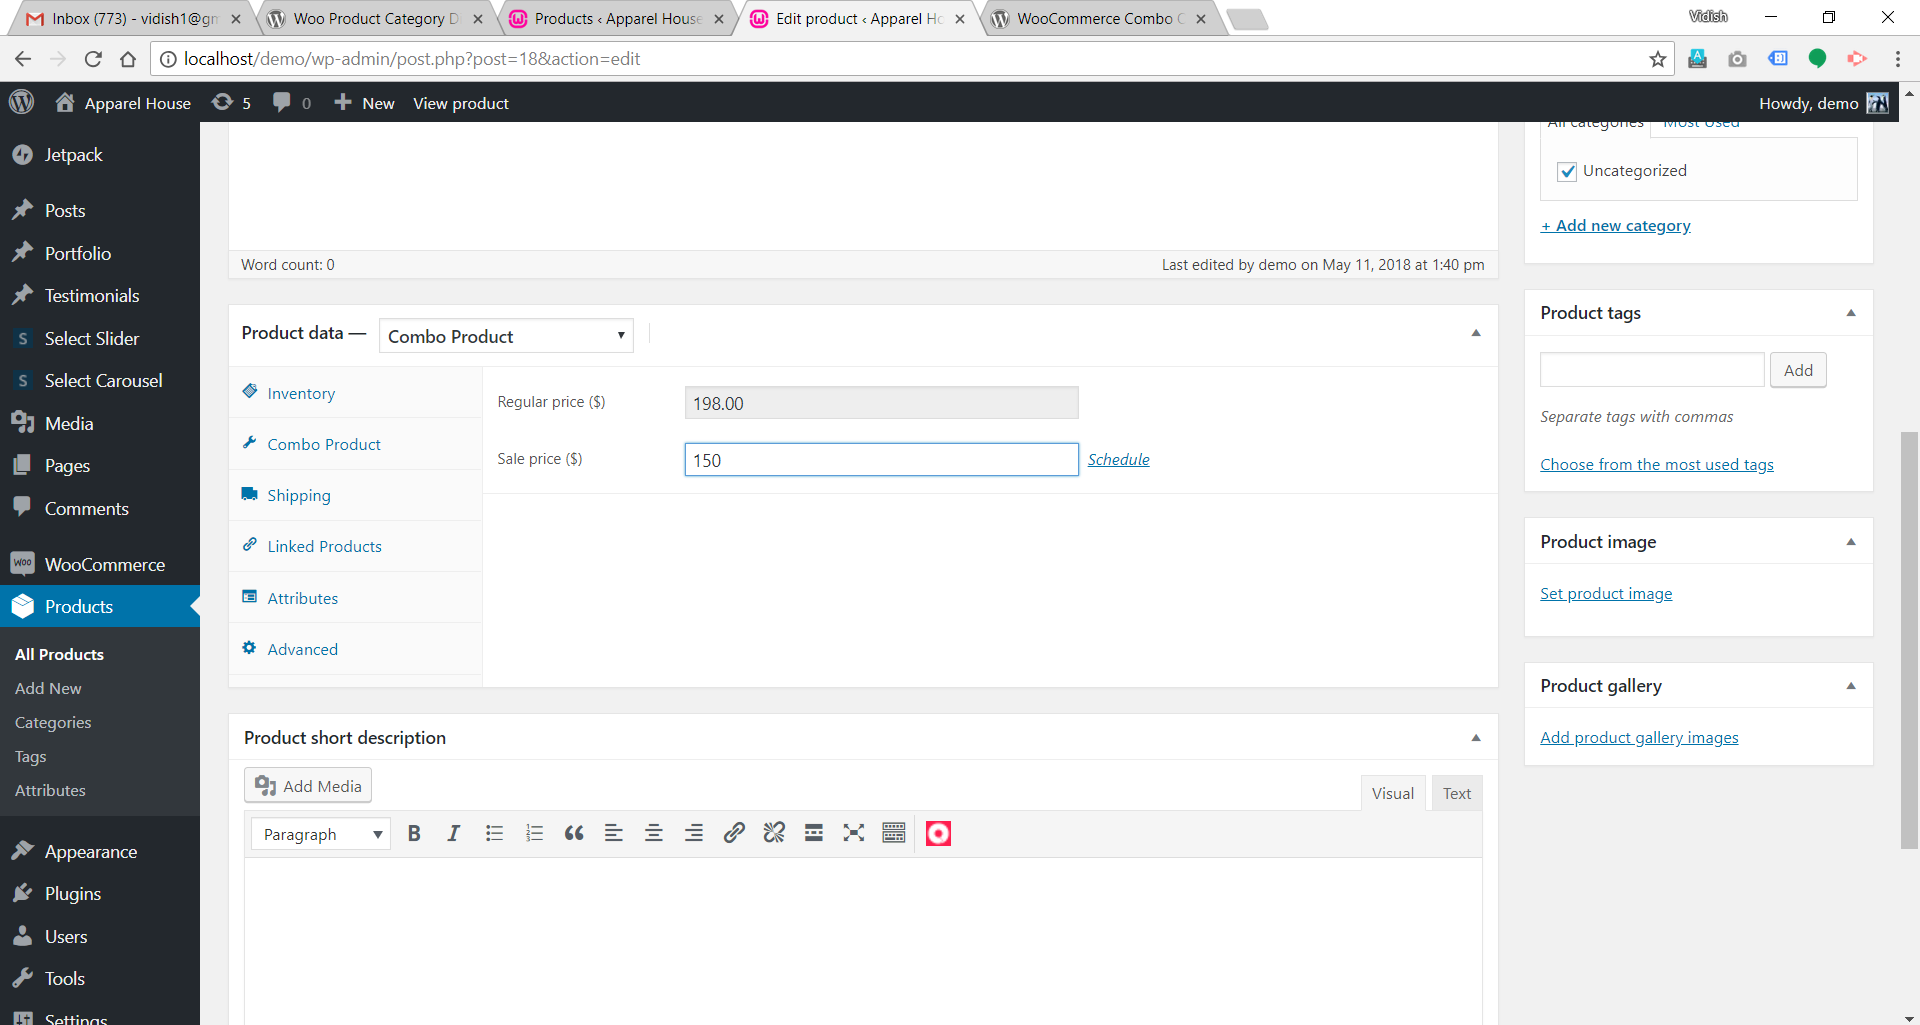 Inbox (773) - vidish1@gm
Woo Product Category D
Products ‹ Apparel House
Edit product ‹ Apparel Ho
WooCommerce Combo C
Vidish
localhost/demo/wp-admin/post.php?post=18&action=edit
Apparel House
5
0
New
View product
Howdy, demo
Jetpack
Posts
Portfolio
Testimonials
S Select Slider
S Select Carousel
Media
Pages
Comments
woo WooCommerce
Products
All Products
Add New
Categories
Tags
Attributes
Appearance
Plugins
Users
Tools
Settings
Word count: 0
Last edited by demo on May 11, 2018 at 1:40 pm
Product data —
Combo Product
Inventory
Combo Product
Shipping
Linked Products
Attributes
Advanced
Regular price ($)
198.00
Sale price ($)
150
Schedule
Product short description
Add Media
Visual
Text
Paragraph
B I
All categories
Most Used
Uncategorized
+ Add new category
Product tags
Add
Separate tags with commas
Choose from the most used tags
Product image
Set product image
Product gallery
Add product gallery images